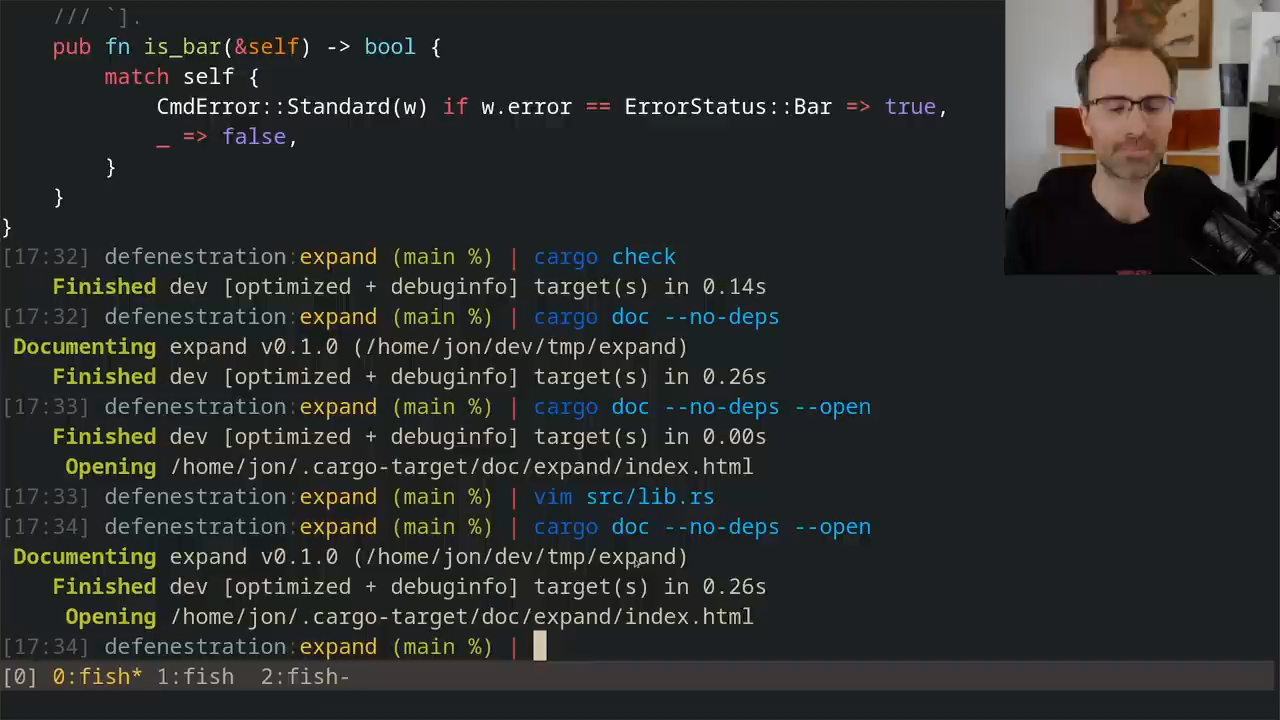 /// `].
pub fn is_bar(&self) -> bool {
match self {
CmdError::Standard(w) if w.error == ErrorStatus::Bar => true,
_ => false,
}
}
}
[17:32] defenestration:expand (main %) | cargo check
Finished dev [optimized + debuginfo] target(s) in 0.14s
[17:32] defenestration:expand (main %) | cargo doc --no-deps
Documenting expand v0.1.0 (/home/jon/dev/tmp/expand)
Finished dev [optimized + debuginfo] target(s) in 0.26s
[17:33] defenestration:expand (main %) | cargo doc --no-deps --open
Finished dev [optimized + debuginfo] target(s) in 0.00s
Opening /home/jon/.cargo-target/doc/expand/index.html
[17:33] defenestration:expand (main %) | vim src/lib.rs
[17:34] defenestration:expand (main %) | cargo doc --no-deps --open
Documenting expand v0.1.0 (/home/jon/dev/tmp/expand)
Finished dev [optimized + debuginfo] target(s) in 0.26s
Opening /home/jon/.cargo-target/doc/expand/index.html
[17:34] defenestration:expand (main %) |
[0] 0:fish* 1:fish 2:fish-